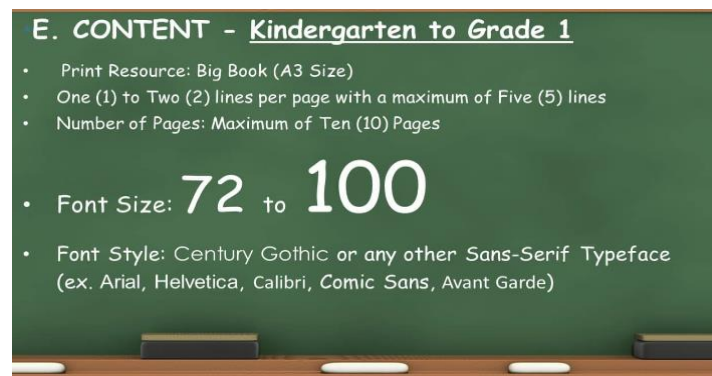 E. CONTENT - Kindergarten to Grade 1
• Print Resource: Big Book (A3 Size)
• One (1) to Two (2) lines per page with a maximum of Five (5) lines
• Number of Pages: Maximum of Ten (10) Pages
• Font Size: 72 to 100
• Font Style: Century Gothic or any other Sans-Serif Typeface
(ex. Arial, Helvetica, Calibri, Comic Sans, Avant Garde)